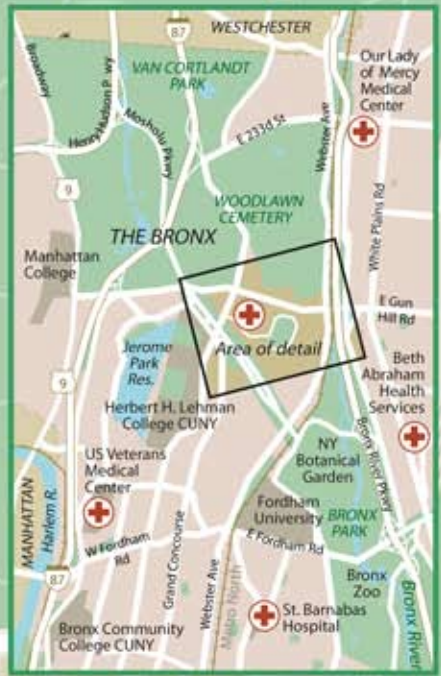 87
WESTCHESTER
Broadway
VAN CORTLANDT
PARK
Our Lady
of Mercy
Medical
Center
Henry Hudson P wy
Mosholu Pkwy
E 233d St
Webster Ave
9
WOODLAWN
CEMETERY
White Plains Rd
THE BRONX
Manhattan
College
E Gun
Hill Rd
Jerome
Park
Res.
Area of detail
Beth
Abraham
Health
Services
9
Herbert H. Lehman
College CUNY
Bronx River Pkwy
US Veterans
Medical
Center
NY
Botanical
Garden
MANHATTAN
Harlem R.
Fordham
University
BRONX
PARK
W Fordham
Rd
Grand Concourse
E Fordham Rd
87
Webster Ave
Metro North
Bronx
Zoo
Bronx River
St. Barnabas
Hospital
Bronx Community
College CUNY